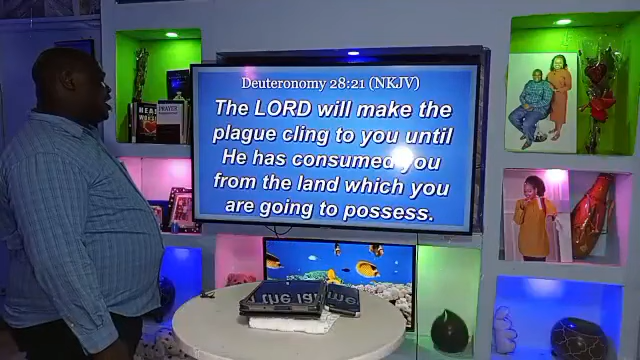 Deuteronomy 28:21 (NKJV)
The LORD will make the
plague cling to you until
He has consumed you
from the land which you
are going to possess.
PRAYER